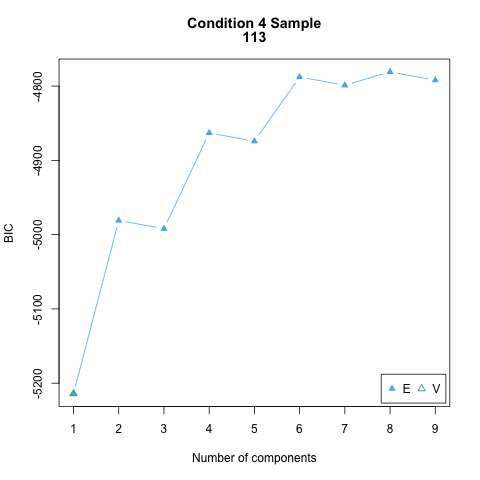 Condition 4 Sample
113
-4800
-4900
-5000
-5100
-5200
BIC
1 2 3 4 5 6 7 8 9
Number of components
E V